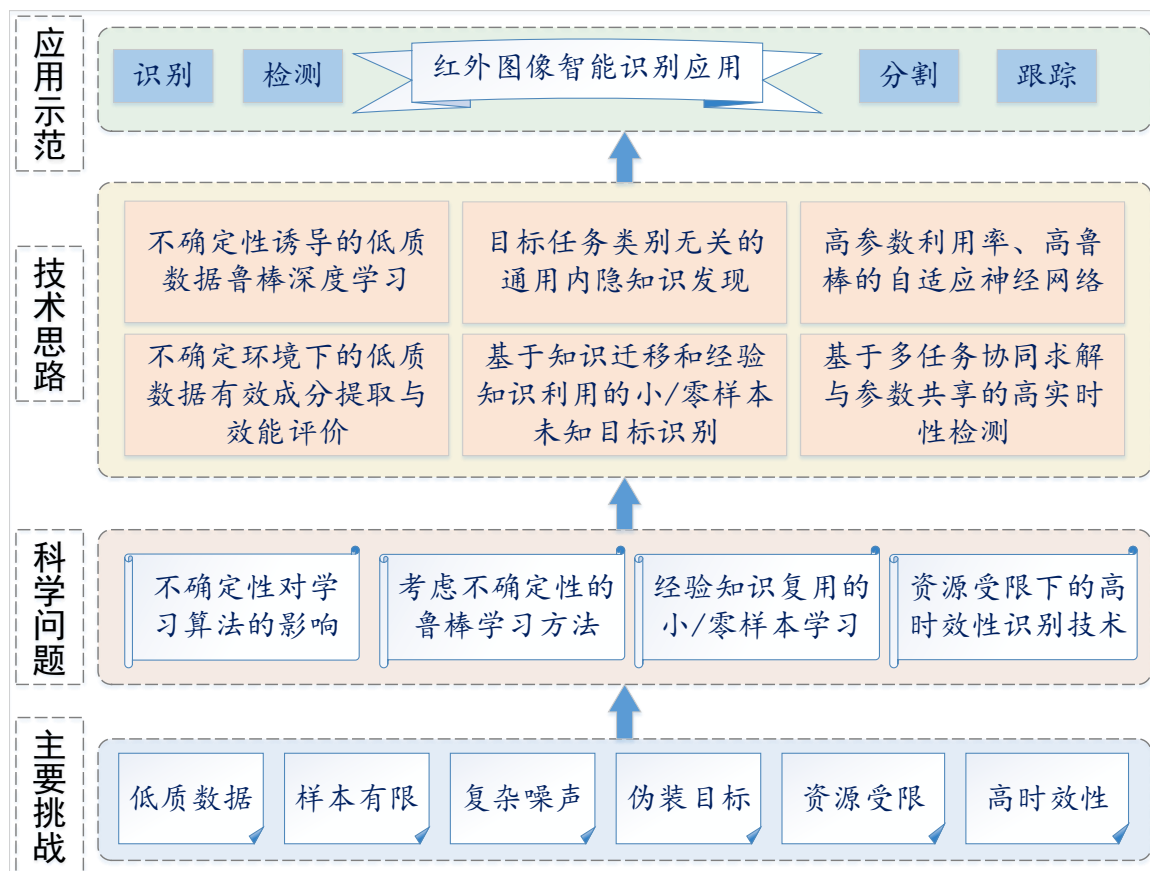 应用示范
识别
检测
红外图像智能识别应用
分割
跟踪
技术思路
不确定性诱导的低质
数据鲁棒深度学习
目标任务类别无关的
通用内隐知识发现
高参数利用率、高鲁
棒的自适应神经网络
不确定环境下的低质
数据有效成分提取与
效能评价
基于知识迁移和经验
知识利用的小/零样本
未知目标识别
基于多任务协同求解
与参数共享的高实时
性检测
科学问题
不确定性对学
习算法的影响
考虑不确定性的
鲁棒学习方法
经验知识复用的
小/零样本学习
资源受限下的高
时效性识别技术
主要挑战
低质数据
样本有限
复杂噪声
伪装目标
资源受限
高时效性